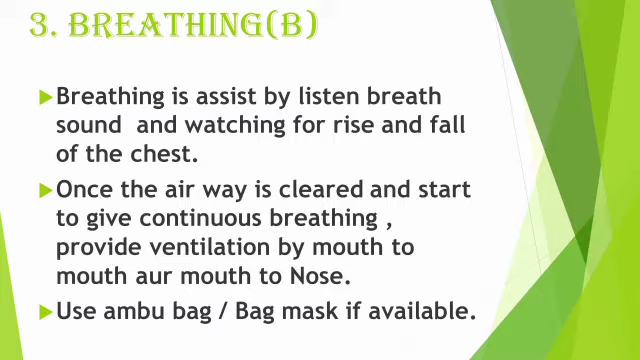 3. BREATHING(B)
Breathing is assist by listen breath
sound and watching for rise and fall
of the chest.
Once the air way is cleared and start
to give continuous breathing ,
provide ventilation by mouth to
mouth aur mouth to Nose.
Use ambu bag / Bag mask if available.